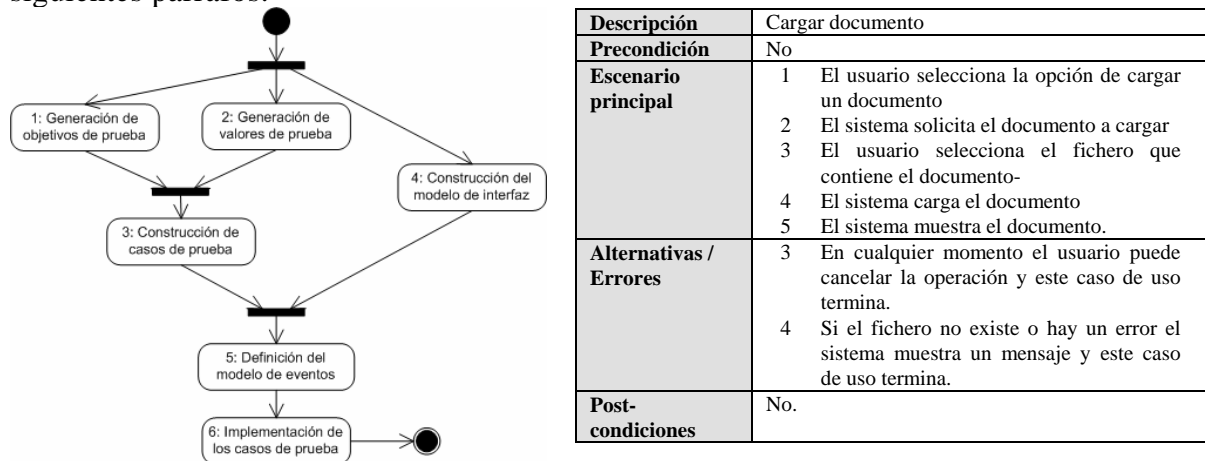 siguientes párrafos.
1: Generación de
objetivos de prueba
2: Generación de
valores de prueba
4: Construcción del
modelo de interfaz
3: Construcción de
casos de prueba
5: Definición del
modelo de eventos
6: Implementación de
los casos de prueba
Descripción Cargar documento
Precondición No
Escenario 1 El usuario selecciona la opción de cargar
principal un documento
2 El sistema solicita el documento a cargar
3 El usuario selecciona el fichero que
contiene el documento-
4 El sistema carga el documento
5 El sistema muestra el documento.
Alternativas / 3 En cualquier momento el usuario puede
Errores cancelar la operación y este caso de uso
termina.
4 Si el fichero no existe o hay un error el
sistema muestra un mensaje y este caso
de uso termina.
Post- No.
condiciones